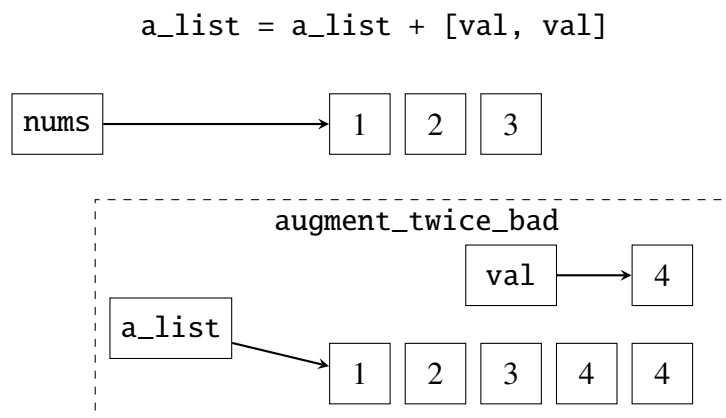 a_list = a_list + [val, val]
nums 1 2 3
augment_twice_bad
val 4
a_list
1 2 3 4 4